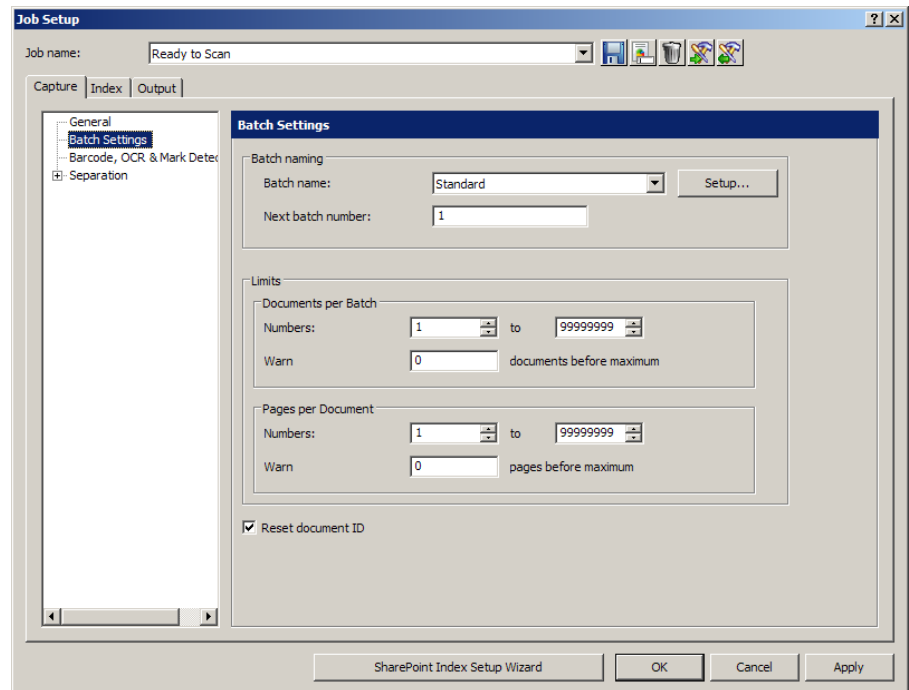 Job Setup
Job name: Ready to Scan
Capture Index Output
General
Batch Settings
Barcode, OCR & Mark Detec
Separation
Batch Settings
Batch naming
Batch name: Standard Setup...
Next batch number: 1
Limits
Documents per Batch
Numbers: 1 to 99999999
Warn 0 documents before maximum
Pages per Document
Numbers: 1 to 99999999
Warn 0 pages before maximum
Reset document ID
SharePoint Index Setup Wizard OK Cancel Apply